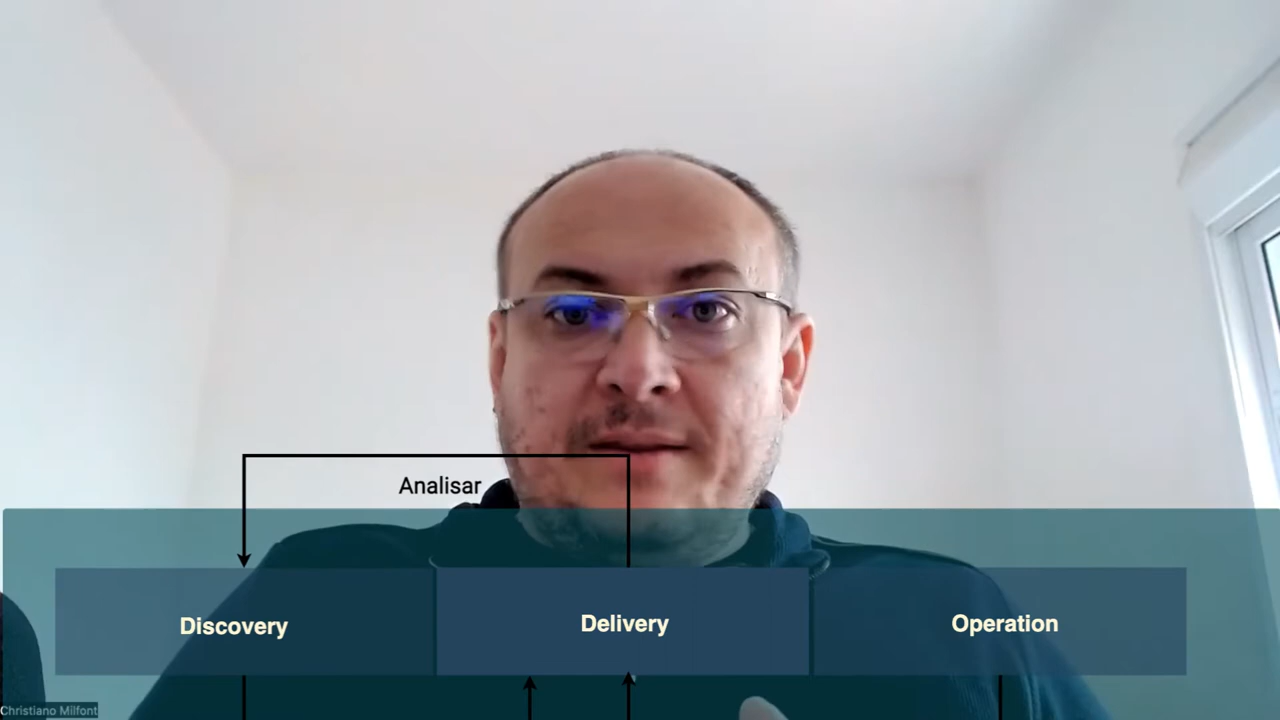 Analisar
Discovery
Delivery
Operation
Christiano Milfont